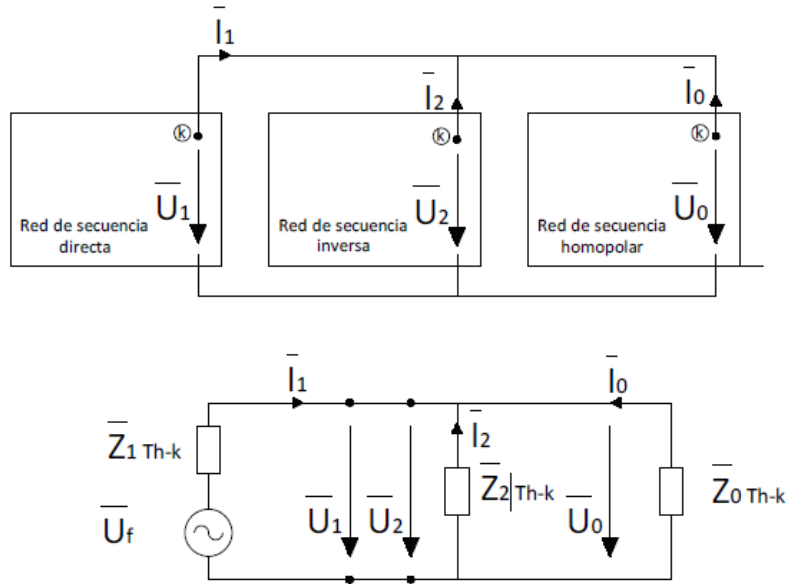 I1
I2
I0
k
k
k
U1
U2
U0
Red de secuencia
directa
Red de secuencia
inversa
Red de secuencia
homopolar
I1
I0
Z1 Th-k
I2
Z2 Th-k
Z0 Th-k
Uf
U1
U2
U0